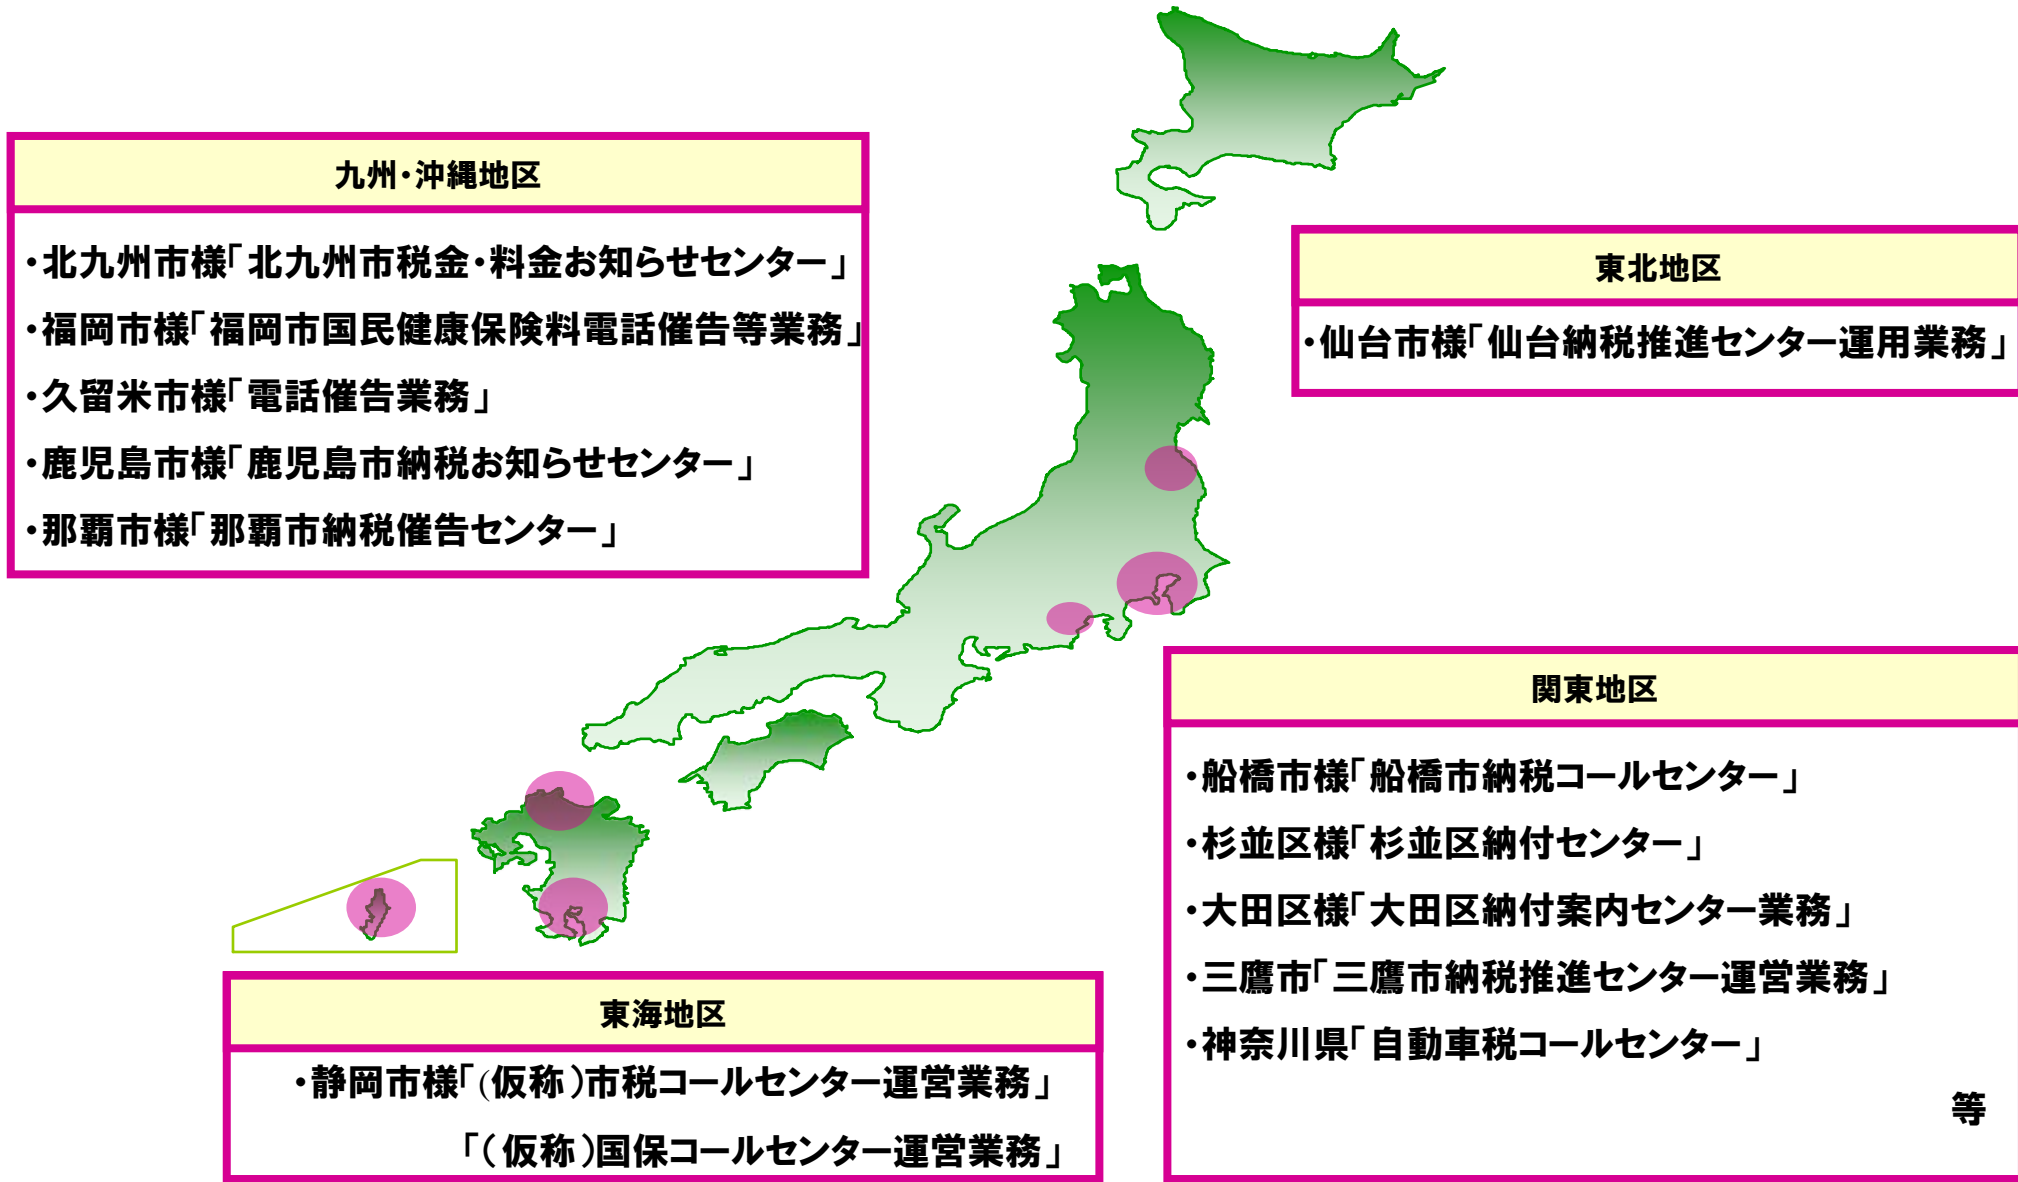 九州・沖縄地区
・北九州市様「北九州市税金・料金お知らせセンター」
・福岡市様「福岡市国民健康保険料電話催告等業務」
・久留米市様「電話催告業務」
・鹿児島市様「鹿児島市納税お知らせセンター」
・那覇市様「那覇市納税催告センター」
東北地区
・仙台市様「仙台納税推進センター運用業務」
関東地区
・船橋市様「船橋市納税コールセンター」
・杉並区様「杉並区納付センター」
・大田区様「大田区納付案内センター業務」
・三鷹市「三鷹市納税推進センター運営業務」
・神奈川県「自動車税コールセンター」
等
東海地区
・静岡市様「(仮称)市税コールセンター運営業務」
「(仮称)国保コールセンター運営業務」